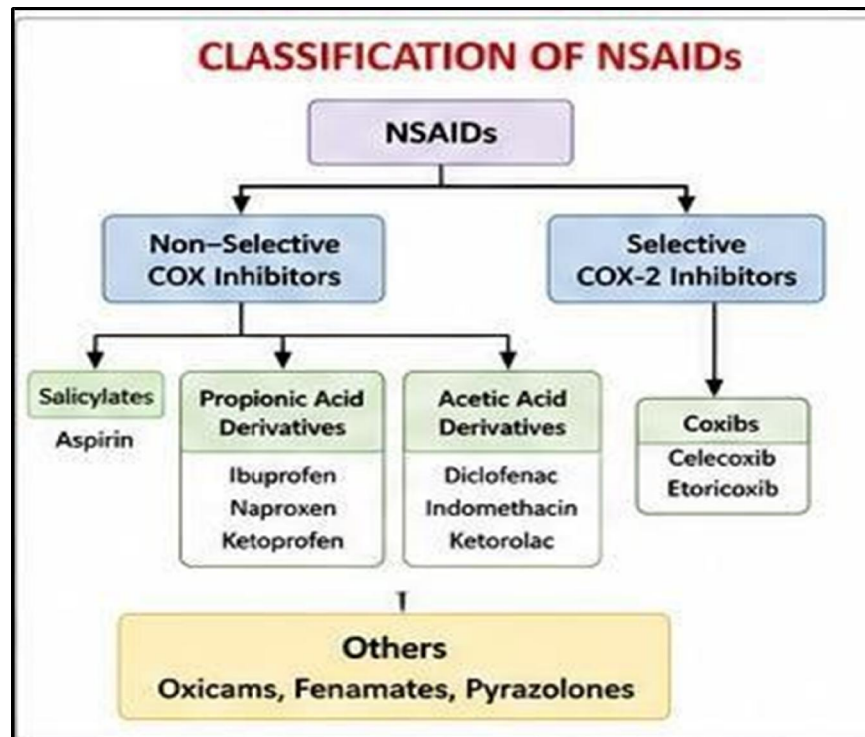 CLASSIFICATION OF NSAIDs
NSAIDs
Non–Selective
COX Inhibitors
Selective
COX-2 Inhibitors
Salicylates
Aspirin
Propionic Acid
Derivatives
Ibuprofen
Naproxen
Ketoprofen
Acetic Acid
Derivatives
Diclofenac
Indomethacin
Ketorolac
Coxibs
Celecoxib
Etoricoxib
Others
Oxicams, Fenamates, Pyrazolones